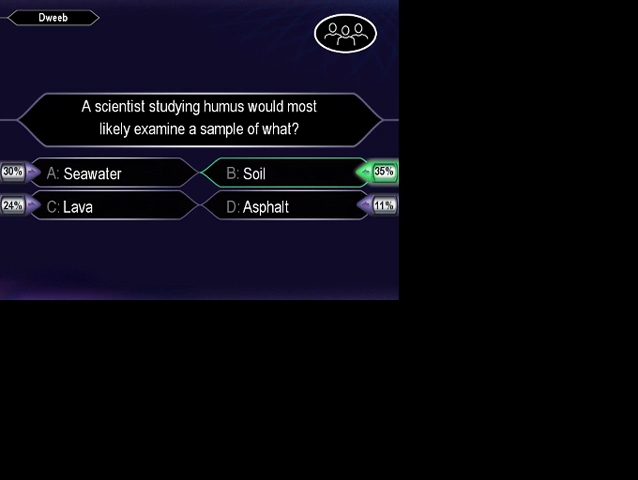 Dweeb
A scientist studying humus would most
likely examine a sample of what?
30% A: Seawater B: Soil 35%
24% C: Lava D: Asphalt 11%